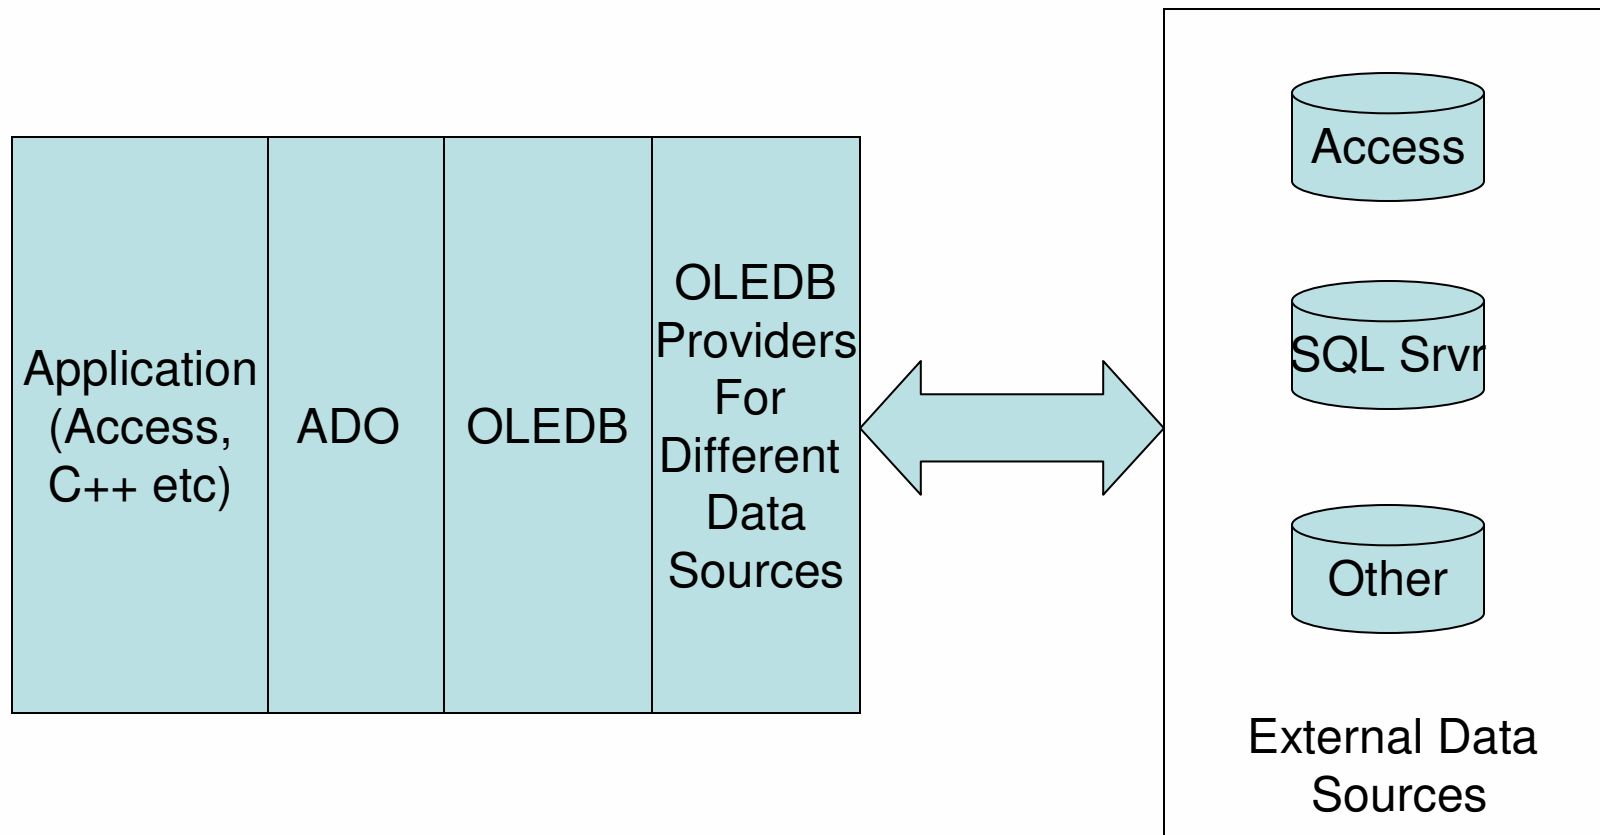 Application
(Access,
C++ etc)
ADO
OLEDB
OLEDB
Providers
For
Different
Data
Sources
Access
SQL Srvr
Other
External Data
Sources